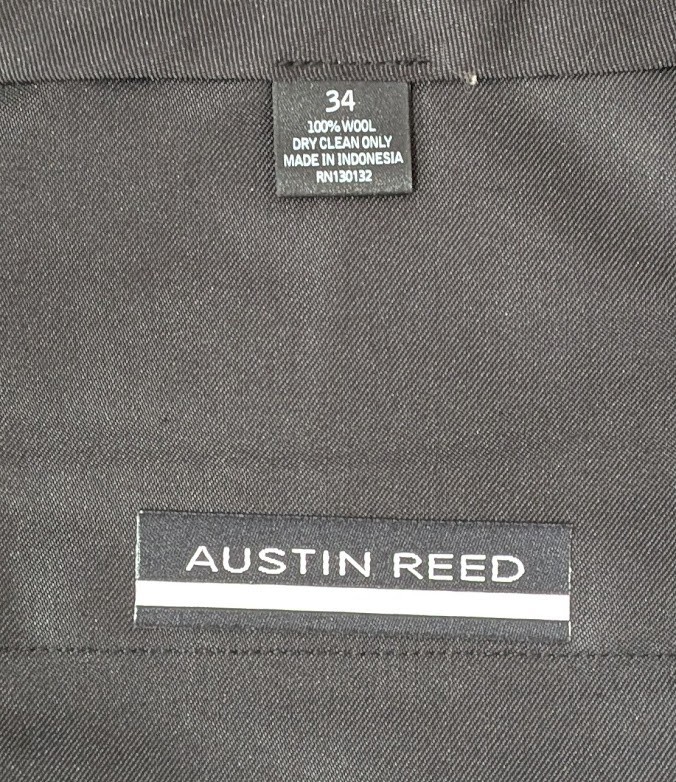 34
100% WOOL
DRY CLEAN ONLY
MADE IN INDONESIA
RN130132
AUSTIN REED